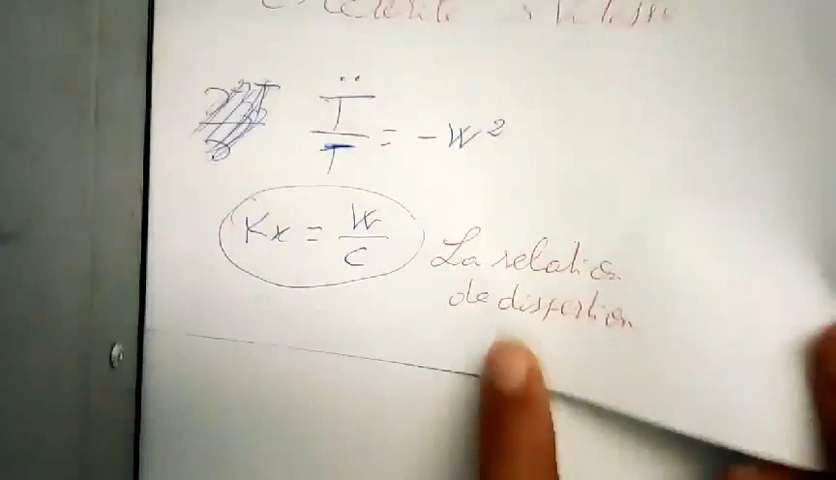 T̈ / T = - W²
Kx = W / C
La relation
de dispertion